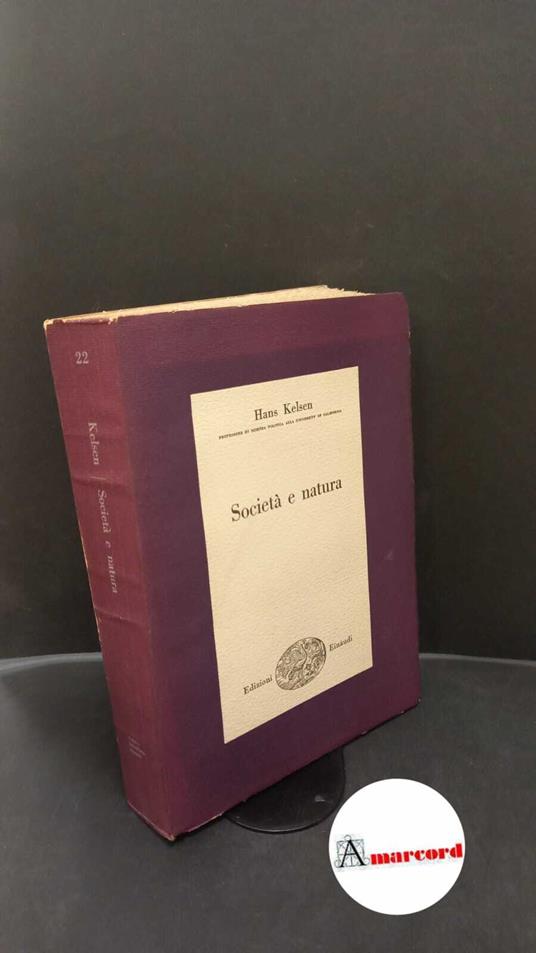 22
Kelsen Società e natura
Hans Kelsen
PROFESSORE DI SCIENZA POLITICA ALLA UNIVERSITY OF CALIFORNIA
Società e natura
Edizioni Einaudi
Amarcord